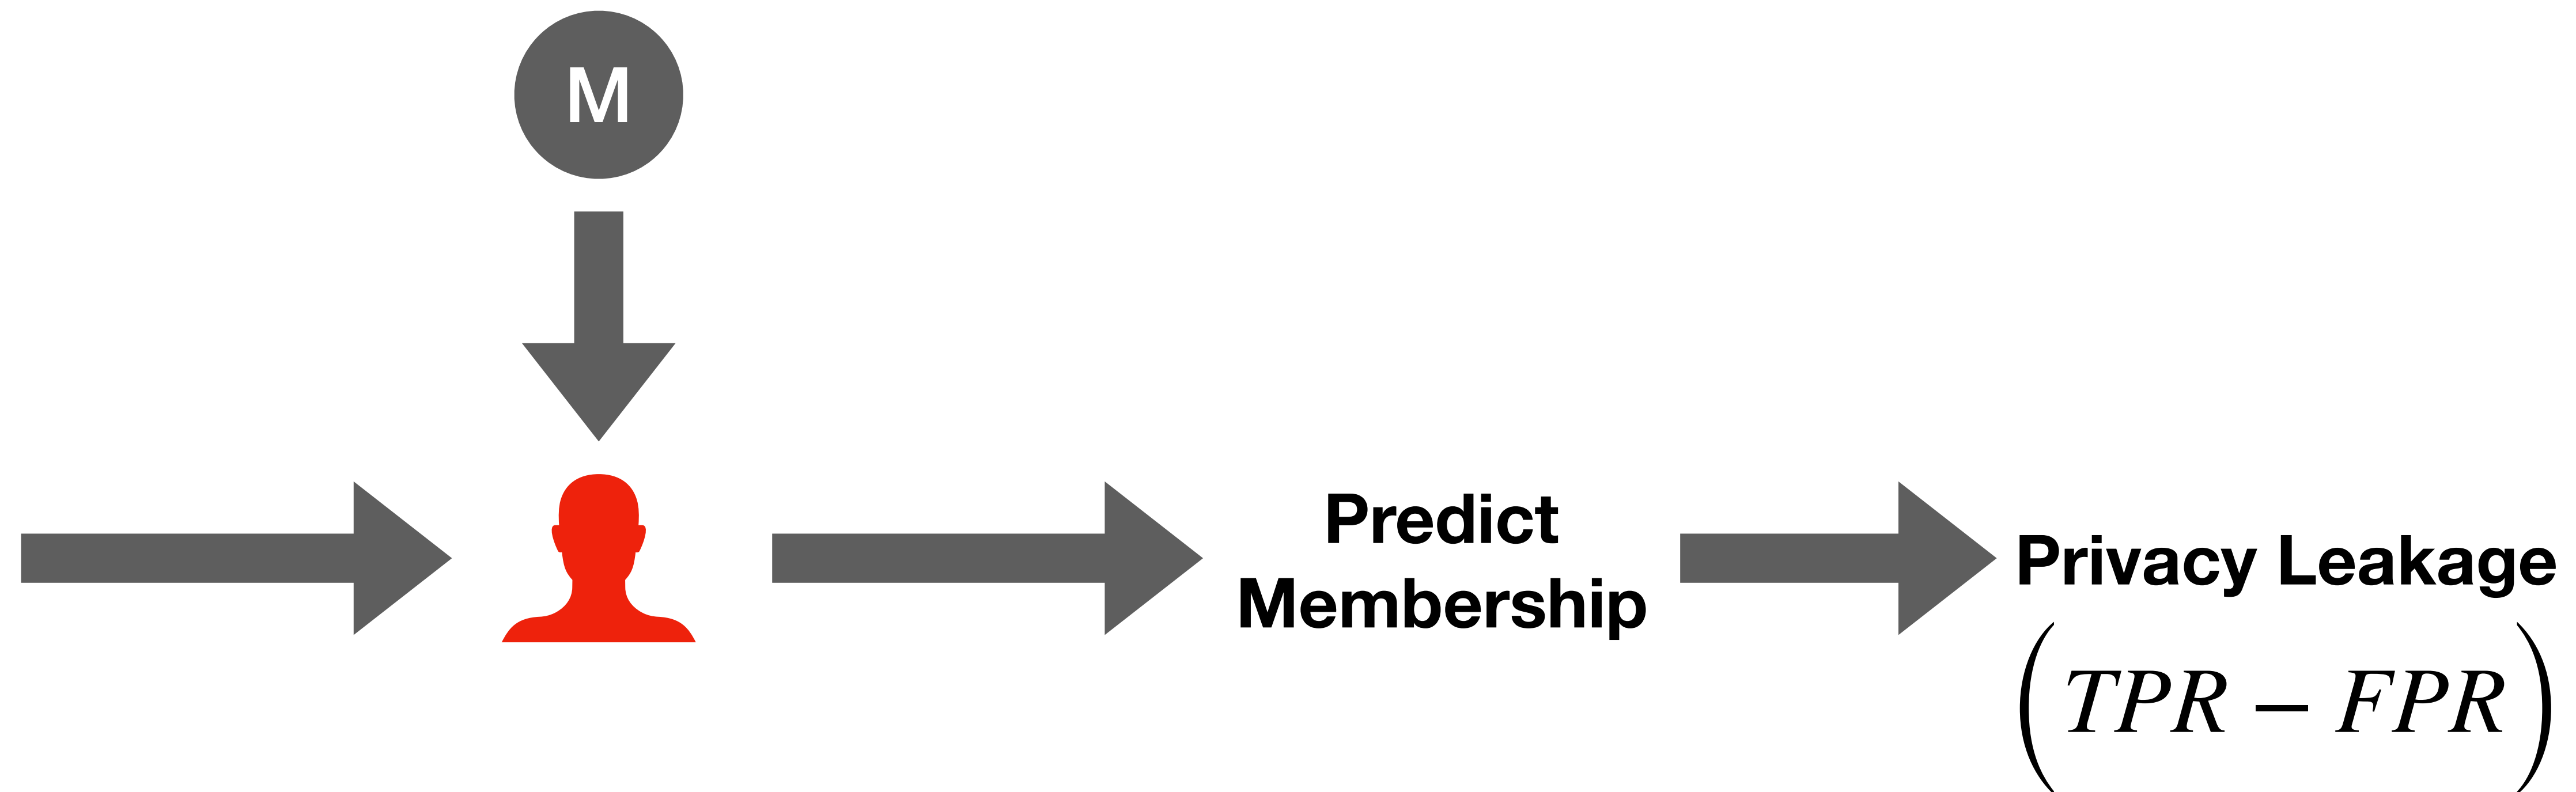 M
Predict
Membership
Privacy Leakage
(TPR − FPR)